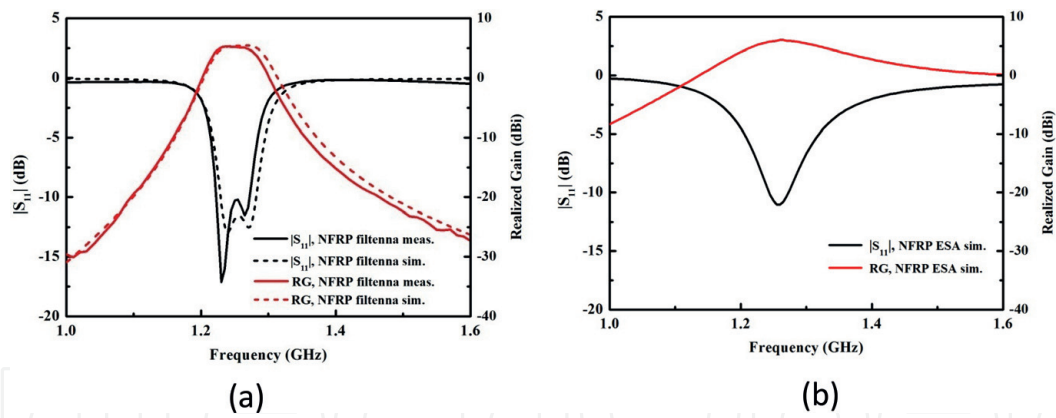 5
0
-5
-10
-15
-20
|S₁₁| (dB)
10
0
-10
-20
-30
-40
Realized Gain (dBi)
|S₁₁|, NFRP filtenna meas.
|S₁₁|, NFRP filtenna sim.
RG, NFRP filtenna meas.
RG, NFRP filtenna sim.
1.0 1.2 1.4 1.6
Frequency (GHz)
(a)
5
0
-5
-10
-15
-20
|S₁₁| (dB)
10
0
-10
-20
-30
-40
Realized Gain (dBi)
|S₁₁|, NFRP ESA sim.
RG, NFRP ESA sim.
1.0 1.2 1.4 1.6
Frequency (GHz)
(b)